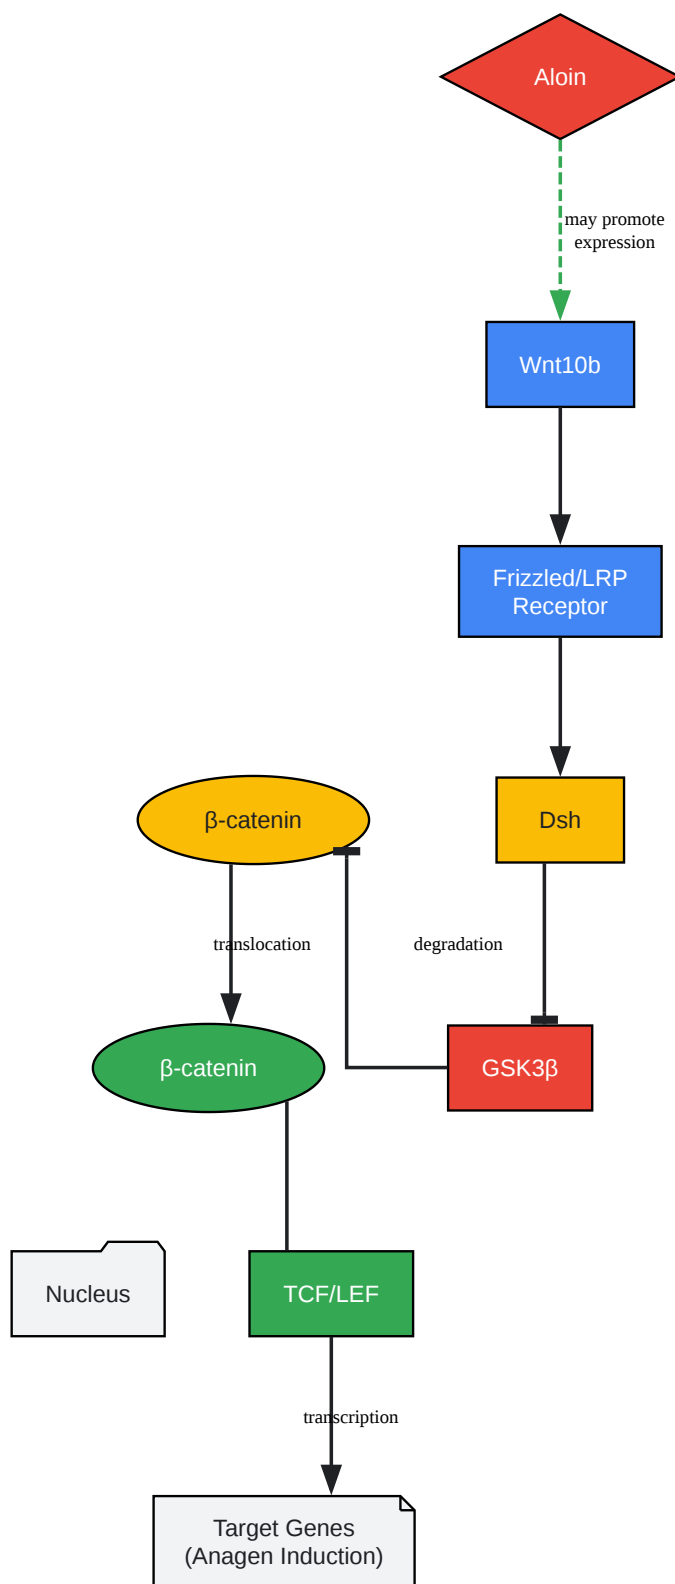 Aloin
may promote
expression
Wnt10b
Frizzled/LRP
Receptor
β-catenin
Dsh
translocation
degradation
β-catenin
GSK3β
Nucleus
TCF/LEF
transcription
Target Genes
(Anagen Induction)